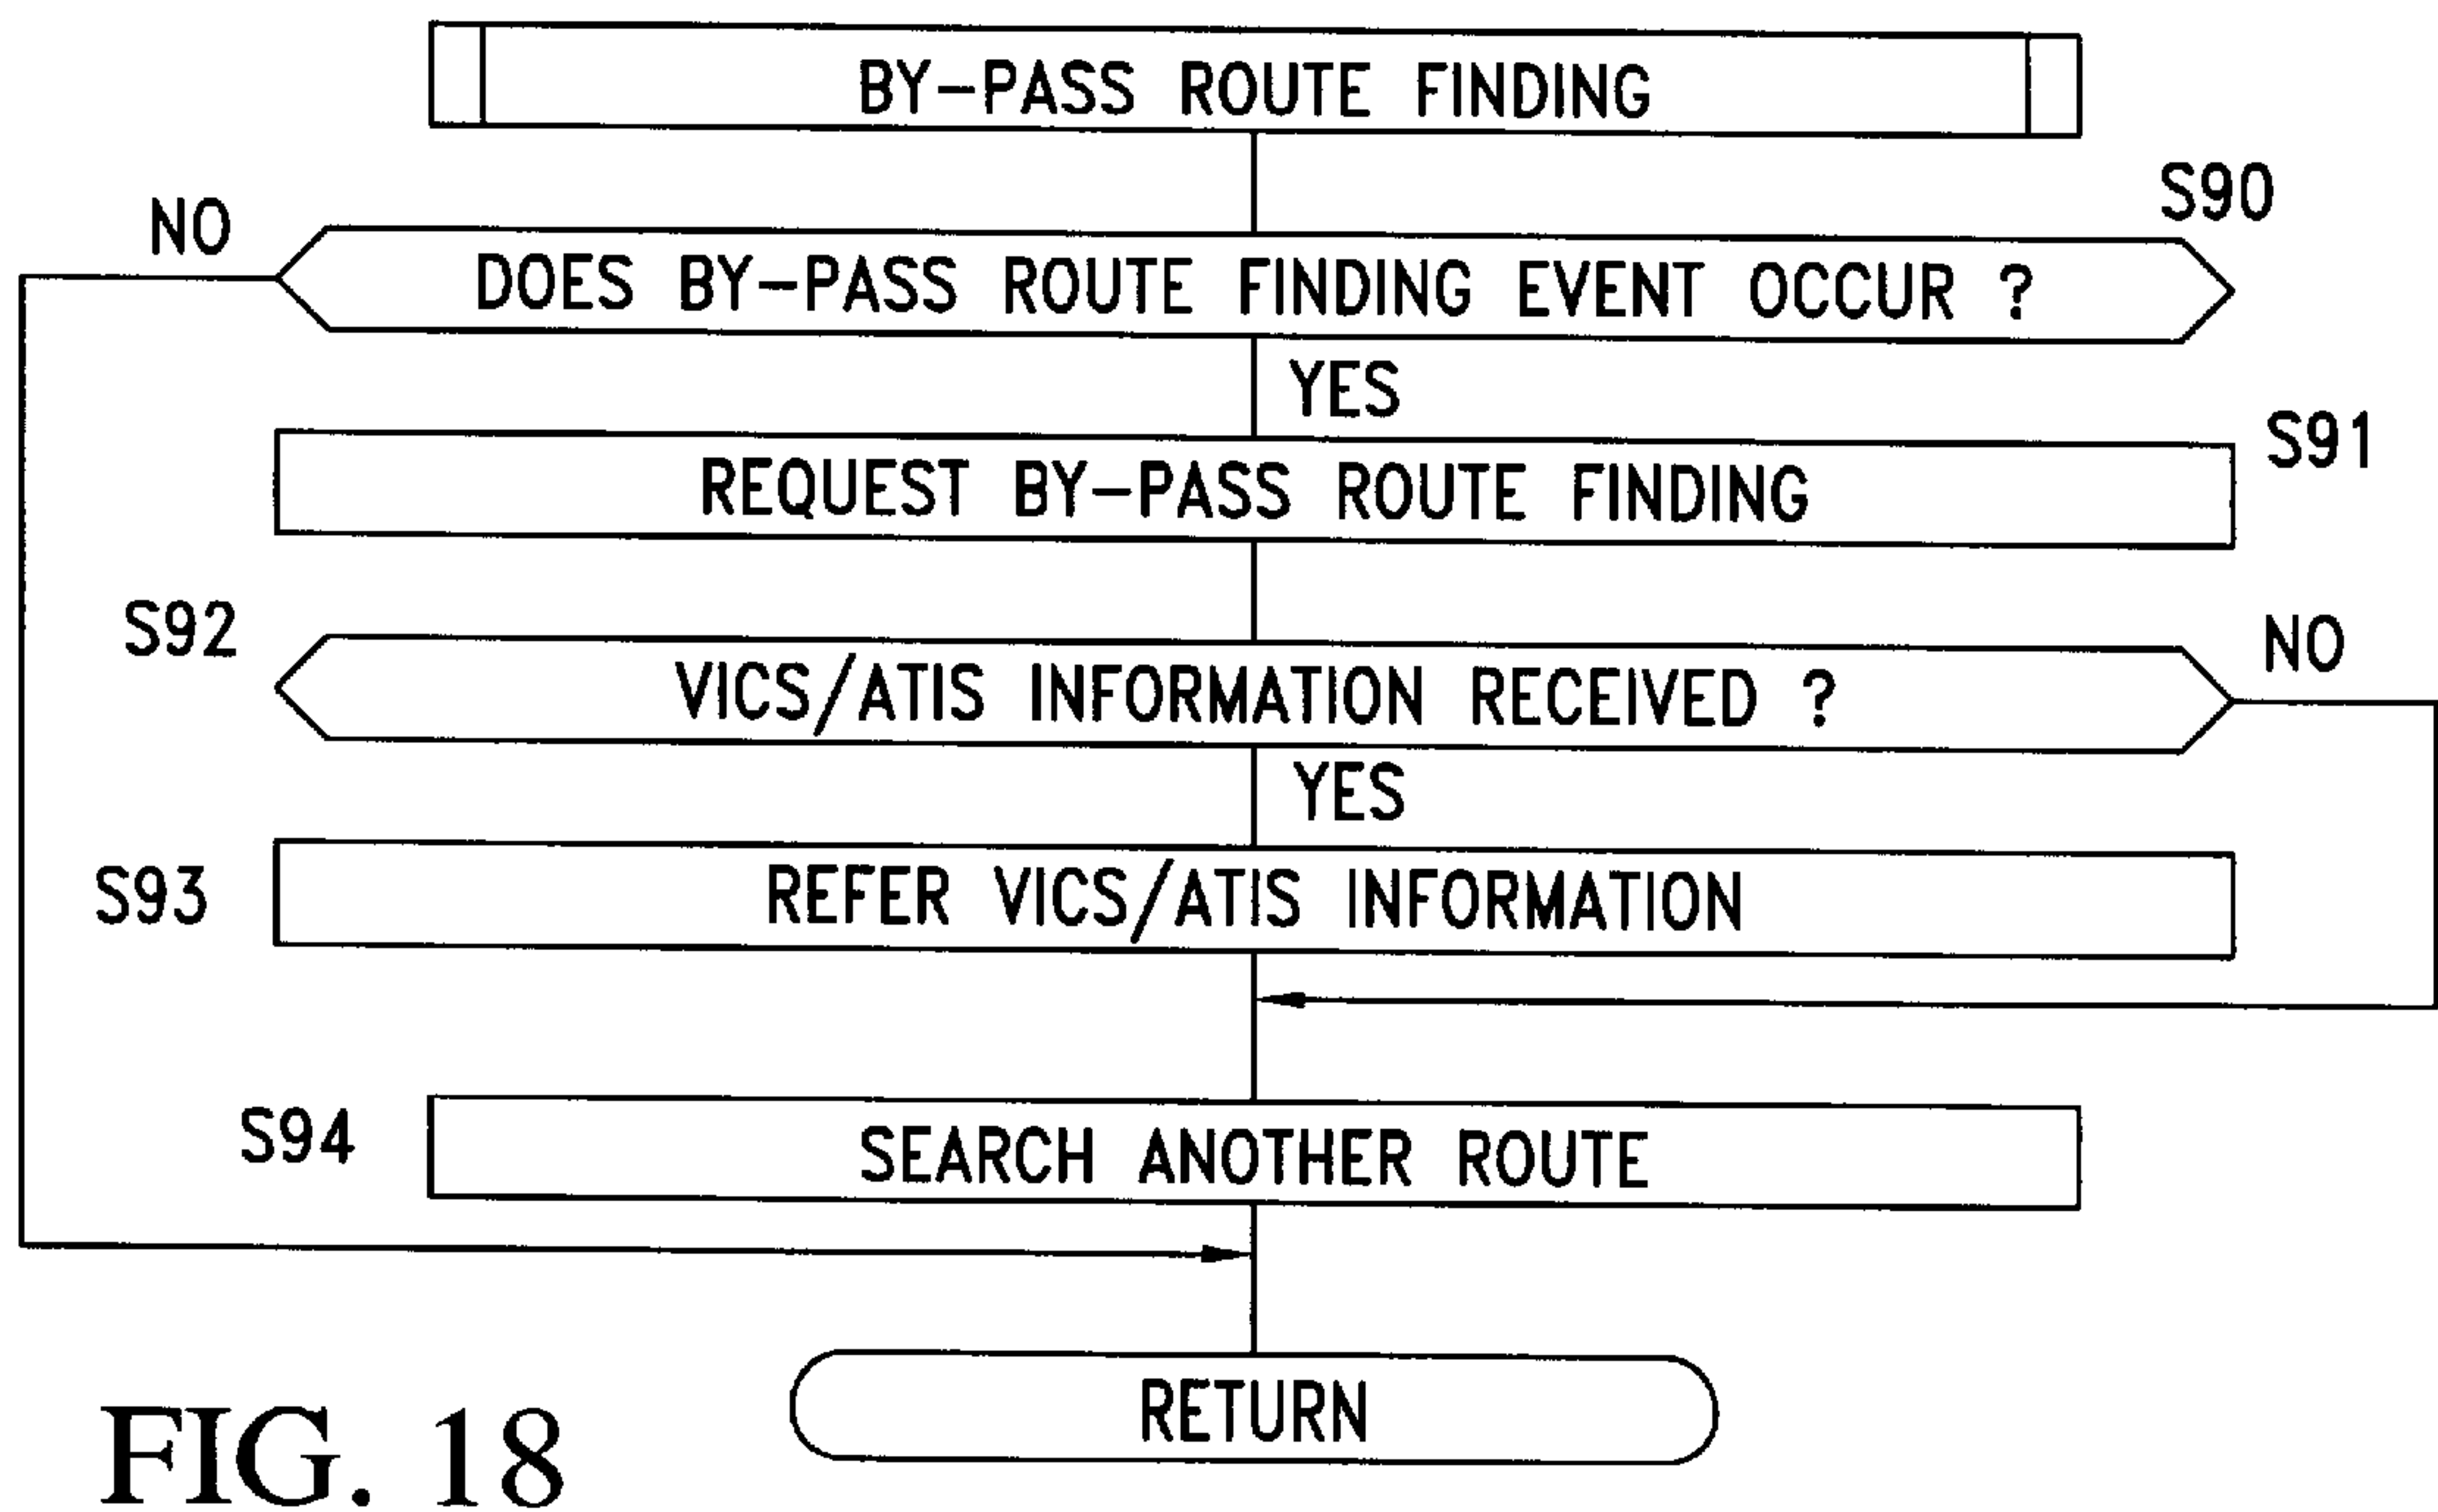 BY-PASS ROUTE FINDING
S90
NO
DOES BY-PASS ROUTE FINDING EVENT OCCUR ?
YES
S91
REQUEST BY-PASS ROUTE FINDING
S92
NO
VICS/ATIS INFORMATION RECEIVED ?
YES
S93
REFER VICS/ATIS INFORMATION
S94
SEARCH ANOTHER ROUTE
RETURN
FIG. 18